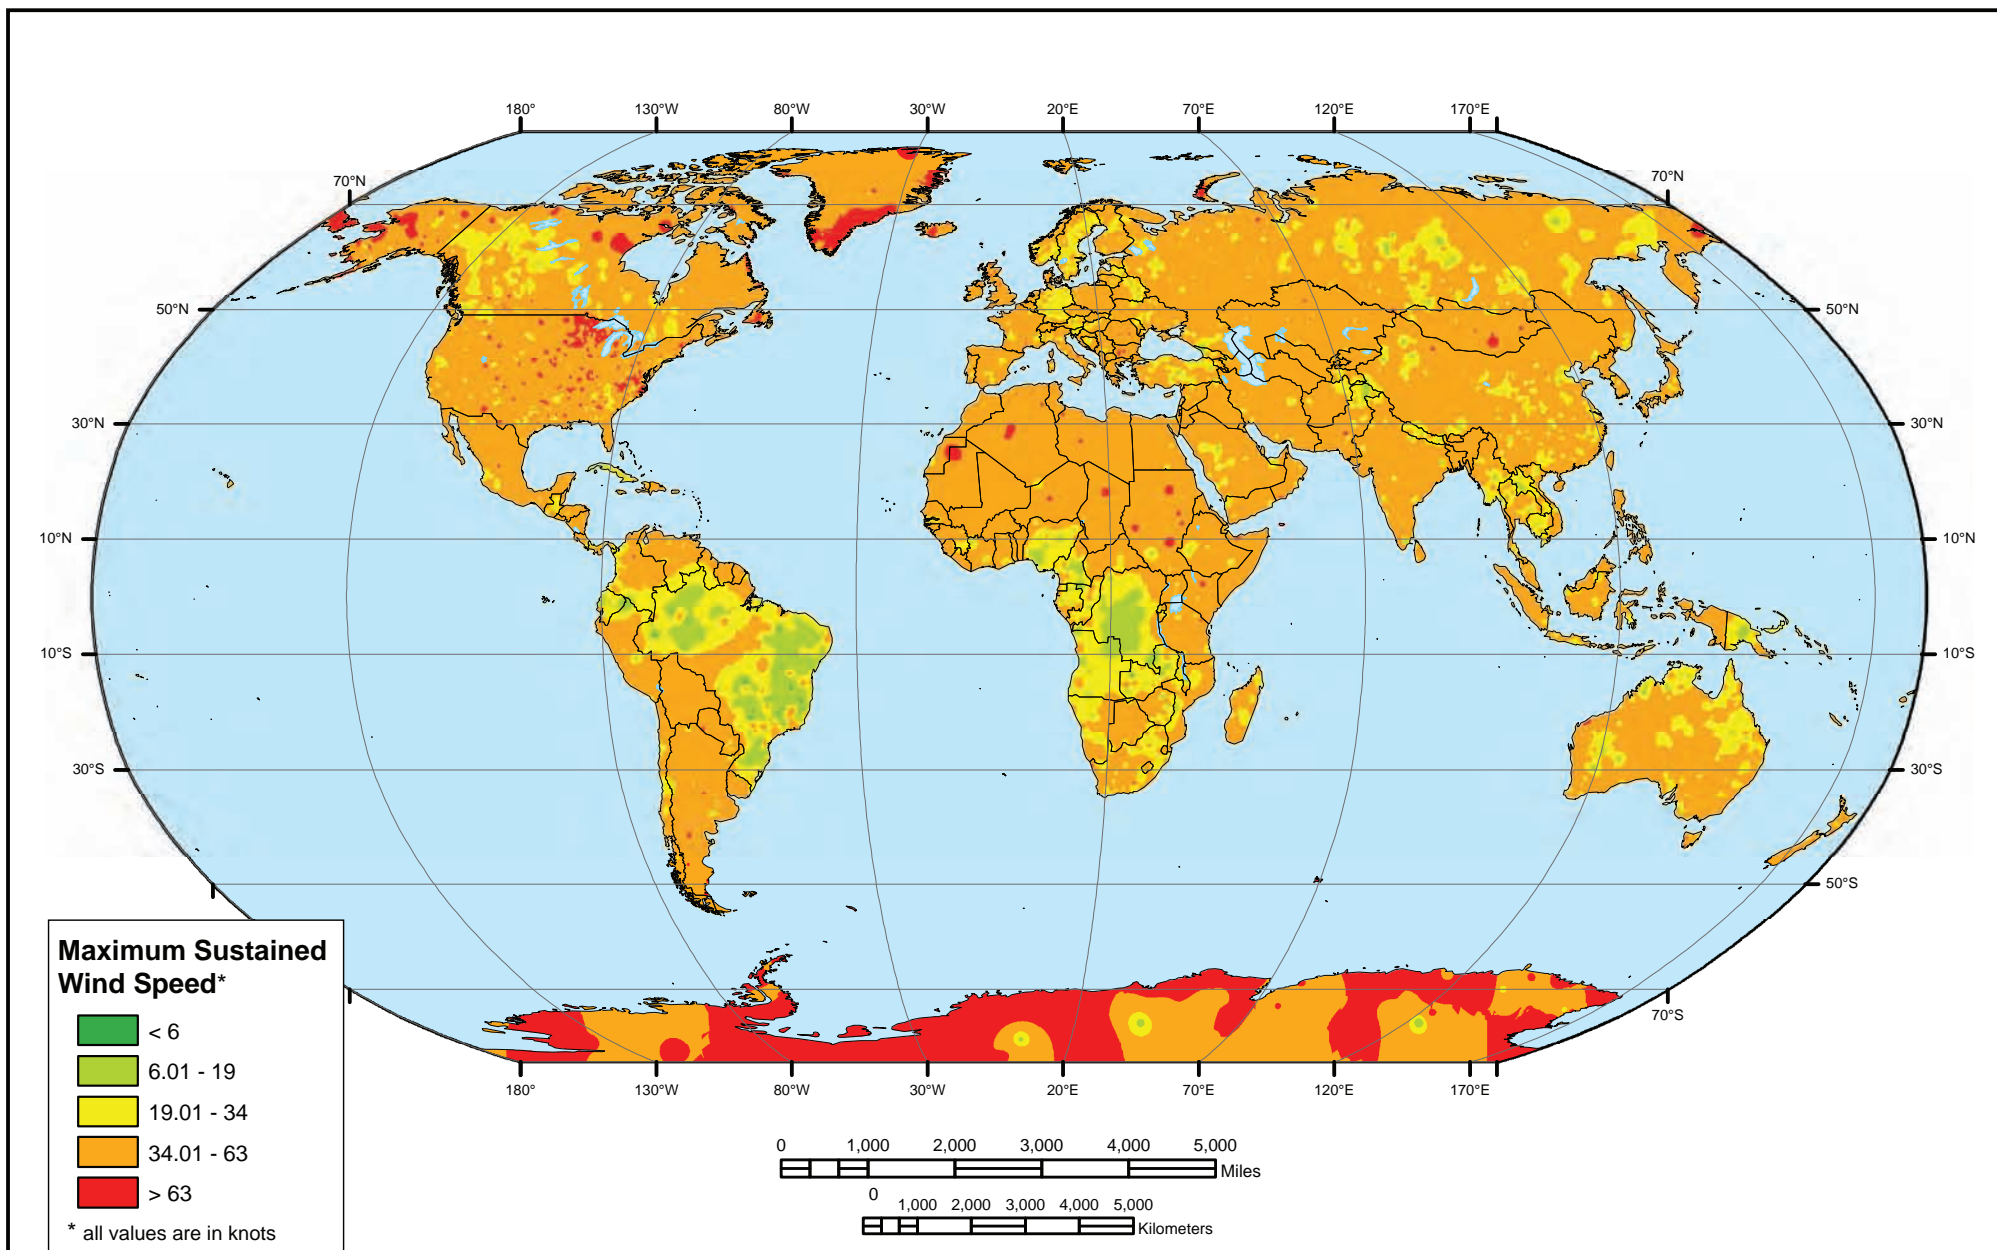 180° 130°W 80°W 30°W 20°E 70°E 120°E 170°E
70°N 70°N
50°N 50°N
30°N 30°N
10°N 10°N
10°S 10°S
30°S 30°S
50°S
70°S
180° 130°W 80°W 30°W 20°E 70°E 120°E 170°E
Maximum Sustained
Wind Speed*
< 6
6.01 - 19
19.01 - 34
34.01 - 63
> 63
* all values are in knots
0 1,000 2,000 3,000 4,000 5,000
Miles
0 1,000 2,000 3,000 4,000 5,000
Kilometers